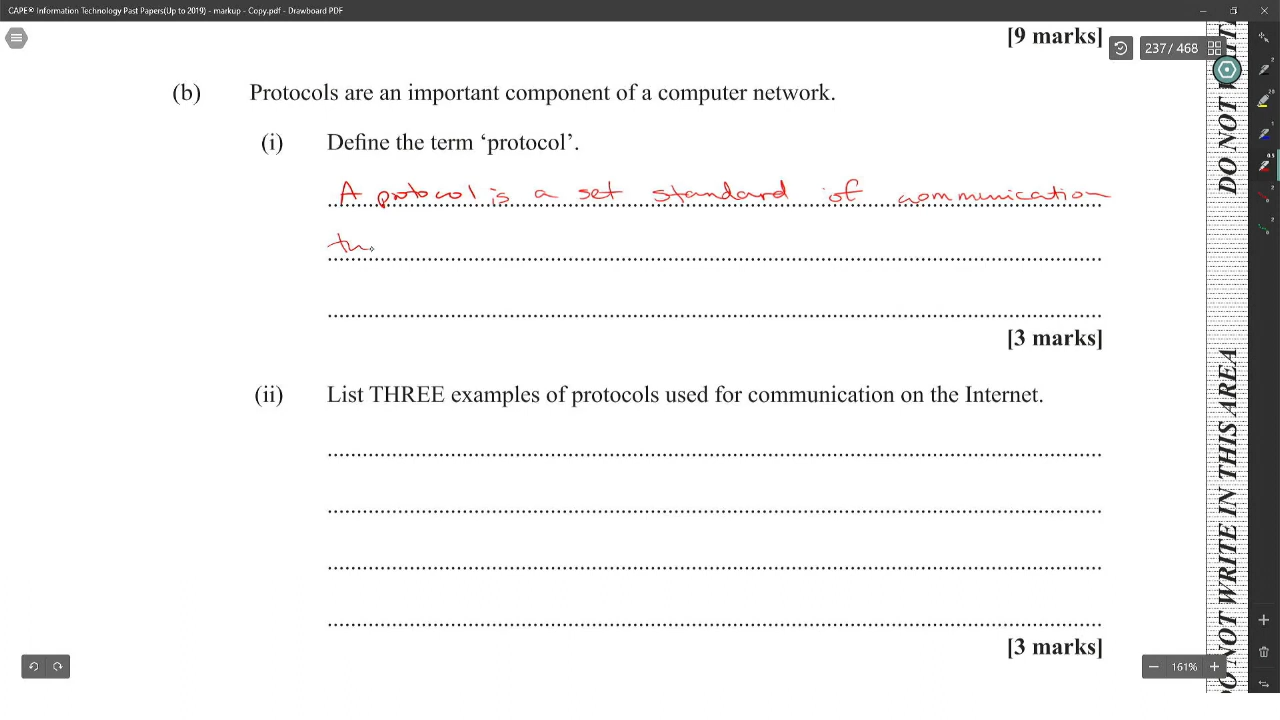 CAPE® Information Technology Past Papers(Up to 2019) - markup - Copy.pdf - Drawboard PDF
[9 marks]
237 / 468
(b) Protocols are an important component of a computer network.
(i) Define the term ‘protocol’.
A protocol is a set standard of communication
th
[3 marks]
(ii) List THREE examples of protocols used for communication on the Internet.
[3 marks]
161%
DO NOT
DO NOT WRITE IN THIS AREA